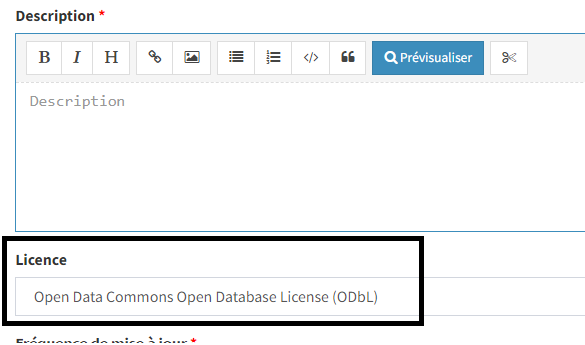 Description *
B I H Prévisualiser
Description
Licence
Open Data Commons Open Database License (ODbL)
Fréquence de mise à jour *